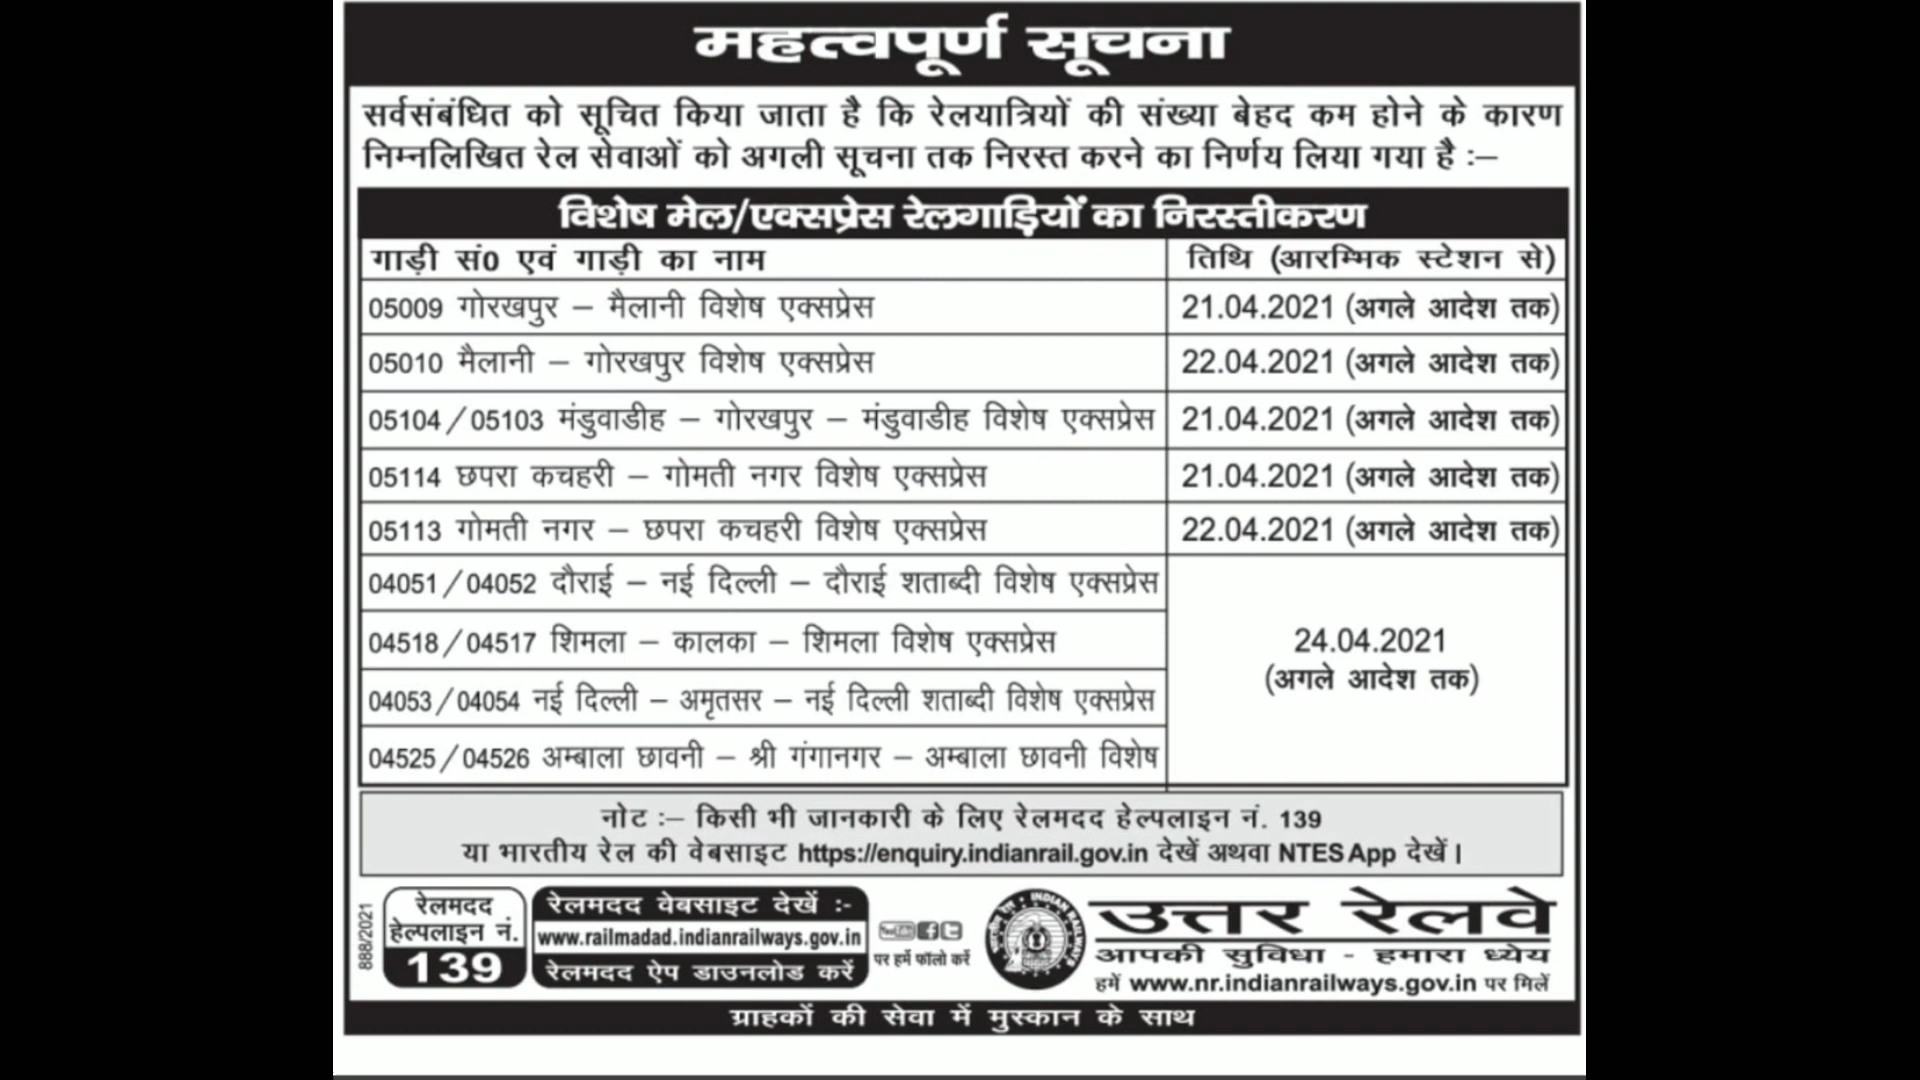 महत्वपूर्ण सूचना
सर्वसंबंधित को सूचित किया जाता है कि रेलयात्रियों की संख्या बेहद कम होने के कारण
निम्नलिखित रेल सेवाओं को अगली सूचना तक निरस्त करने का निर्णय लिया गया है :–
विशेष मेल/एक्सप्रेस रेलगाड़ियों का निरस्तीकरण
गाड़ी सं0 एवं गाड़ी का नाम तिथि (आरम्भिक स्टेशन से)
05009 गोरखपुर – मैलानी विशेष एक्सप्रेस 21.04.2021 (अगले आदेश तक)
05010 मैलानी – गोरखपुर विशेष एक्सप्रेस 22.04.2021 (अगले आदेश तक)
05104/05103 मंडुवाडीह – गोरखपुर – मंडुवाडीह विशेष एक्सप्रेस 21.04.2021 (अगले आदेश तक)
05114 छपरा कचहरी – गोमती नगर विशेष एक्सप्रेस 21.04.2021 (अगले आदेश तक)
05113 गोमती नगर – छपरा कचहरी विशेष एक्सप्रेस 22.04.2021 (अगले आदेश तक)
04051/04052 दौराई – नई दिल्ली – दौराई शताब्दी विशेष एक्सप्रेस
04518/04517 शिमला – कालका – शिमला विशेष एक्सप्रेस
04053/04054 नई दिल्ली – अमृतसर – नई दिल्ली शताब्दी विशेष एक्सप्रेस
04525/04526 अम्बाला छावनी – श्री गंगानगर – अम्बाला छावनी विशेष
24.04.2021
(अगले आदेश तक)
नोट :– किसी भी जानकारी के लिए रेलमदद हेल्पलाइन नं. 139
या भारतीय रेल की वेबसाइट https://enquiry.indianrail.gov.in देखें अथवा NTES App देखें।
888/2021
रेलमदद
हेल्पलाइन नं.
139
रेलमदद वेबसाइट देखें :-
www.railmadad.indianrailways.gov.in
रेलमदद ऐप डाउनलोड करें
पर हमें फॉलो करें
भारतीय रेल
INDIAN RAILWAYS
उत्तर रेलवे
आपकी सुविधा - हमारा ध्येय
हमें www.nr.indianrailways.gov.in पर मिलें
ग्राहकों की सेवा में मुस्कान के साथ